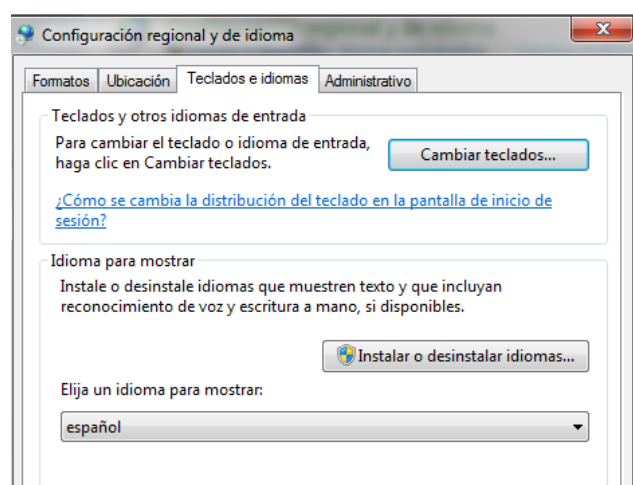 Configuración regional y de idioma
Formatos Ubicación Teclados e idiomas Administrativo
Teclados y otros idiomas de entrada
Para cambiar el teclado o idioma de entrada,
haga clic en Cambiar teclados.
Cambiar teclados...
¿Cómo se cambia la distribución del teclado en la pantalla de inicio de
sesión?
Idioma para mostrar
Instale o desinstale idiomas que muestren texto y que incluyan
reconocimiento de voz y escritura a mano, si disponibles.
Instalar o desinstalar idiomas...
Elija un idioma para mostrar:
español